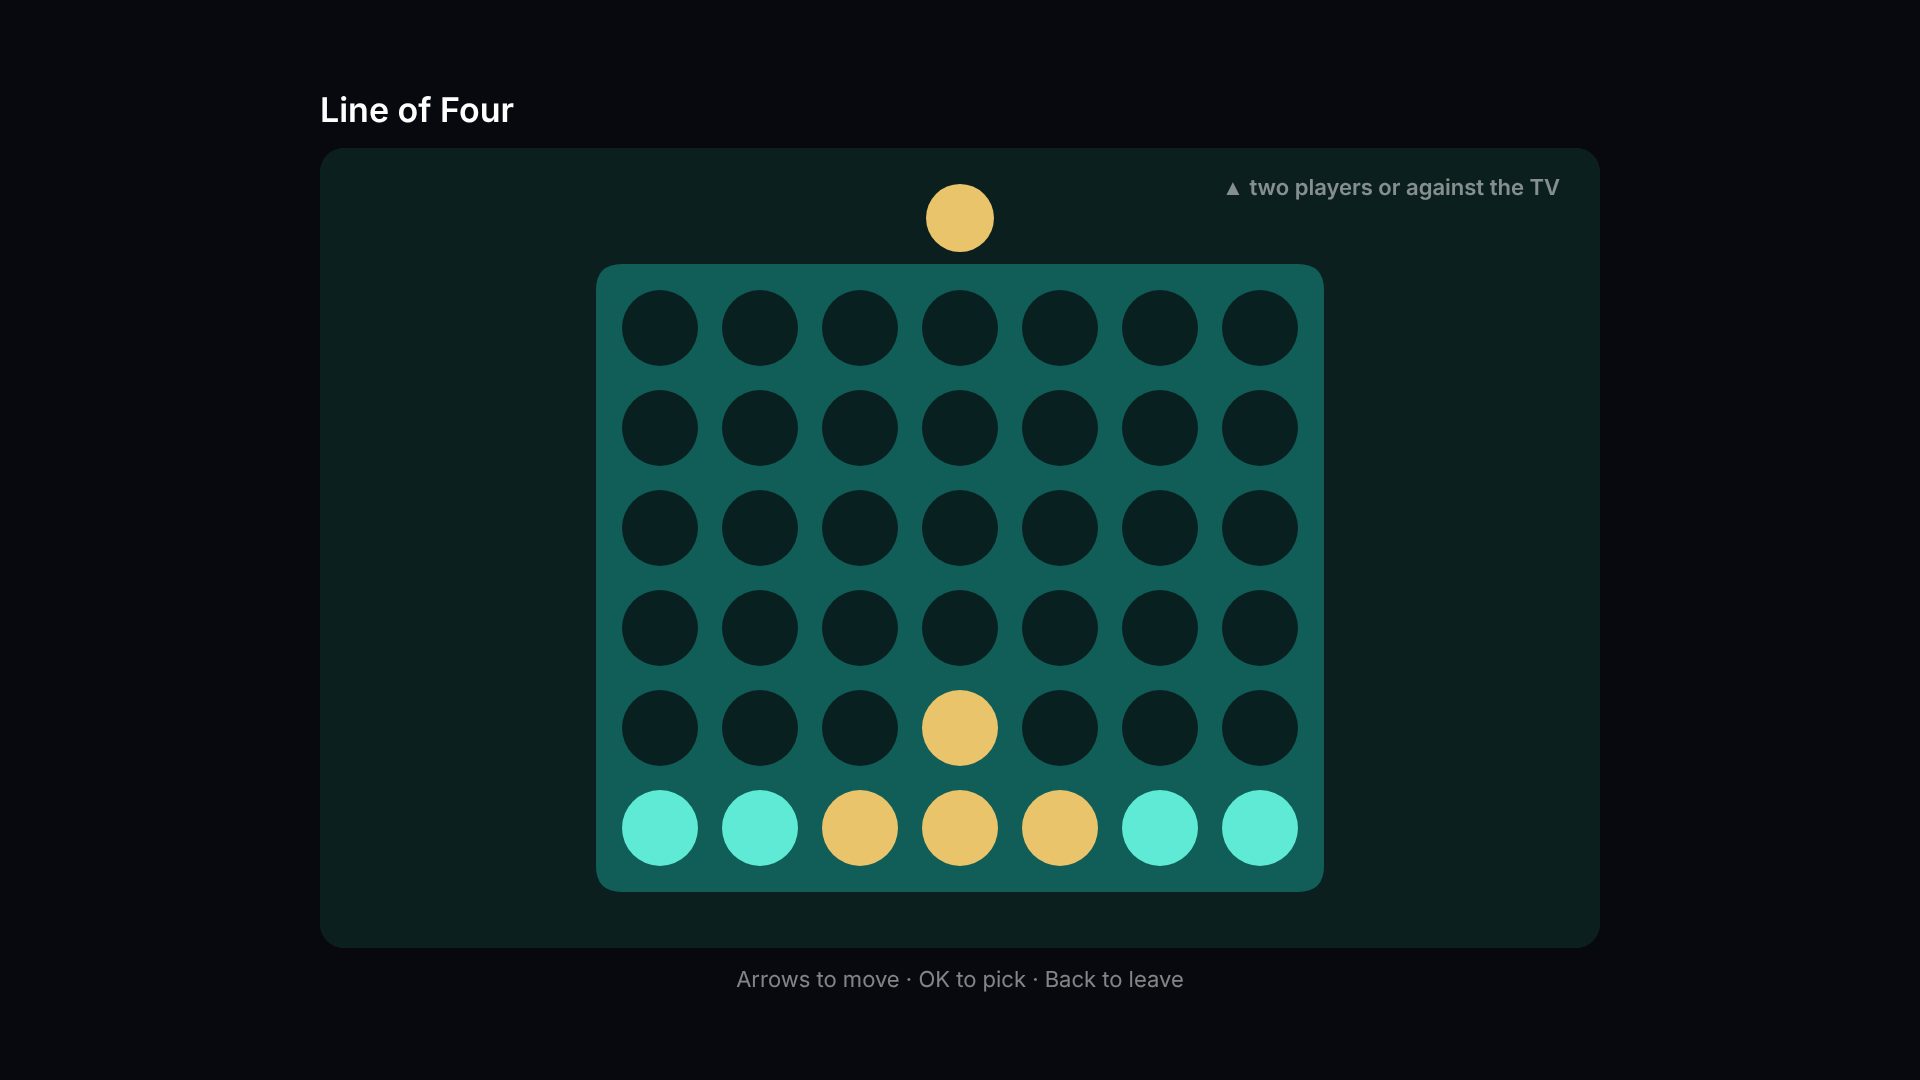 Line of Four
▲ two players or against the TV
Arrows to move · OK to pick · Back to leave